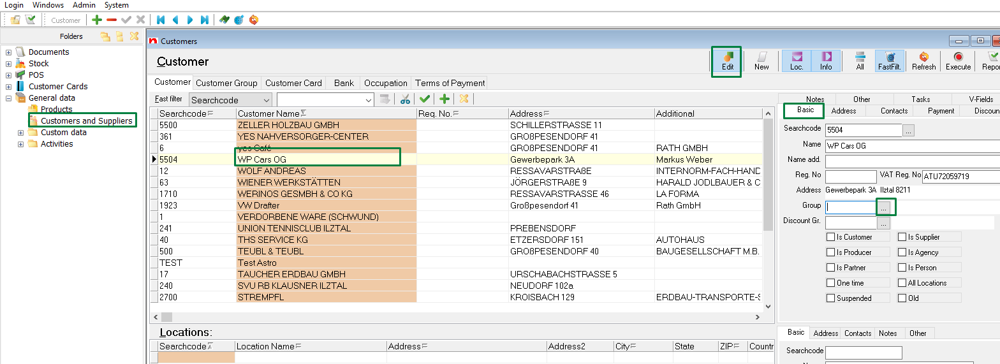 Login Windows Admin System
Customer
Folders
Documents
Stock
POS
Customer Cards
General data
Products
Customers and Suppliers
Custom data
Activities
Customers
Customer
Edit New Loc. Info All FastFilt. Refresh Execute Repor
Customer Customer Group Customer Card Bank Occupation Terms of Payment
Fast filter Searchcode
Searchcode Customer Name Reg. No. Address Additional
5500 ZELLER HOLZBAU GMBH SCHILLERSTRASSE 11
361 YES NAHVERSORGER-CENTER GROßPESENDORF 41
6 yes Café GROßPESENDORF 41 RATH GMBH
5504 WP Cars OG Gewerbepark 3A Markus Weber
12 WOLF ANDREAS RESSAVARSTRAßE INTERNORM-FACH-HAND
63 WIENER WERKSTÄTTEN JÖRGERSTRAßE 9 HARALD JODLBAUER & C
1710 WERINOS GESMBH & CO KG RESSAVARSTRASSE 46 LA FORMA
1923 VW Drafter Großpesendorf 41 Rath GmbH
1 VERDORBENE WARE (SCHWUND)
241 UNION TENNISCLUB ILZTAL PREBENSDORF
40 THS SERVICE KG ETZERSDORF 151 AUTOHAUS
500 TEUBL & TEUBL GROßPESENDORF 40 BAUGESELLSCHAFT M.B.
TEST Test Astro
17 TAUCHER ERDBAU GMBH URSCHABACHSTRASSE 5
240 SVU RB KLAUSNER ILZTAL NEUDORF 102a
2700 STREMPFL KROISBACH 129 ERDBAU-TRANSPORTE-S
Locations:
Searchcode Location Name Address Address2 City State ZIP Countr
Notes Other Tasks V-Fields
Basic Address Contacts Payment Discoun
Searchcode 5504 ...
Name WP Cars OG
Name add.
Reg. No VAT Reg. No ATU72059719
Address Gewerbepark 3A Ilztal 8211
Group ...
Discount Gr. ...
Is Customer Is Supplier
Is Producer Is Agency
Is Partner Is Person
One time All Locations
Suspended Old
Basic Address Contacts Notes Other
Searchcode